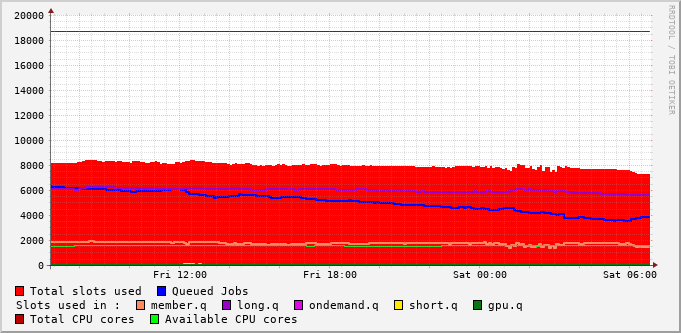 20000
18000
16000
14000
12000
10000
8000
6000
4000
2000
0
Fri 12:00 Fri 18:00 Sat 00:00 Sat 06:00
Total slots used Queued Jobs
Slots used in : member.q long.q ondemand.q short.q gpu.q
Total CPU cores Available CPU cores
RRDTOOL / TOBI OETIKER